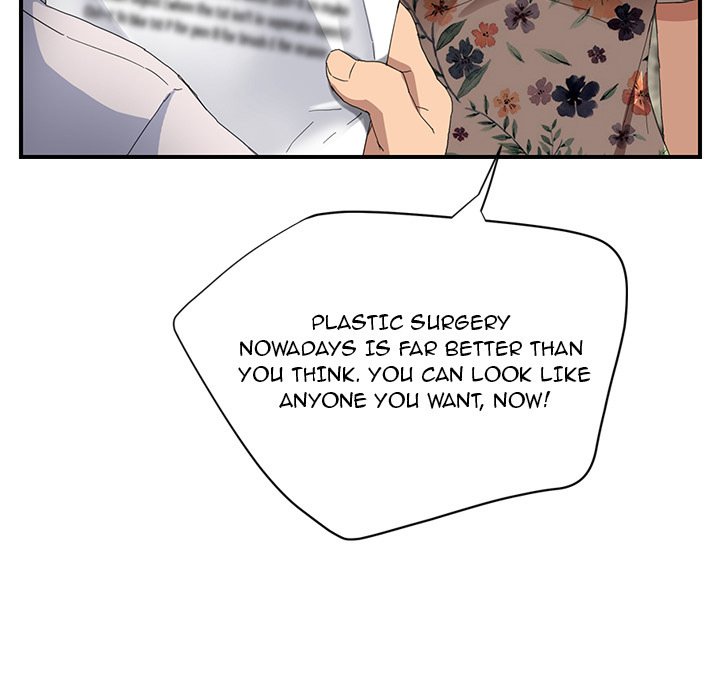 PLASTIC SURGERY
NOWADAYS IS FAR BETTER THAN
YOU THINK. YOU CAN LOOK LIKE
ANYONE YOU WANT, NOW!